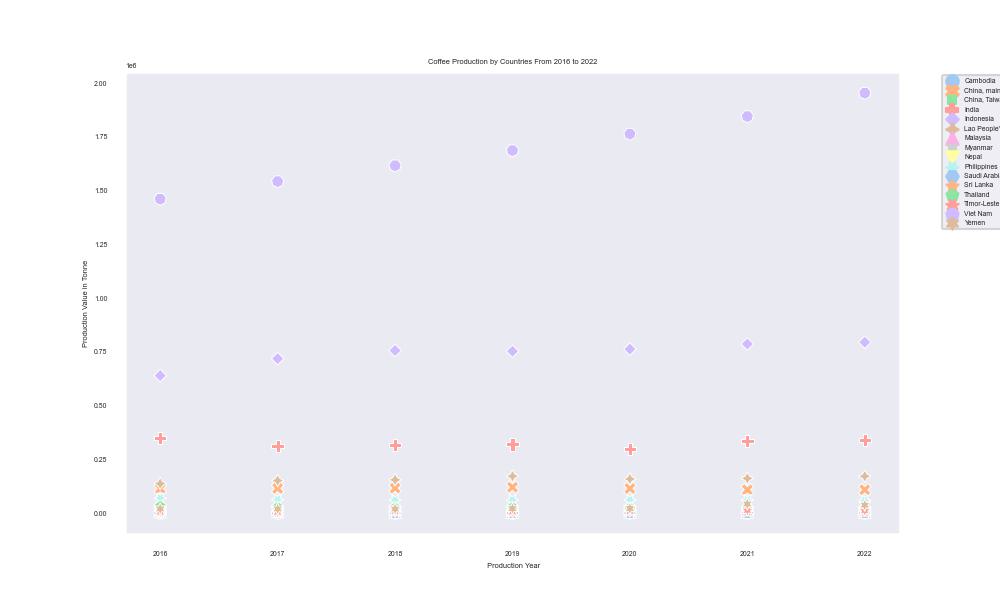 Coffee Production by Countries From 2016 to 2022
1e6
2.00
1.75
1.50
1.25
1.00
0.75
0.50
0.25
0.00
Production Value in Tonne
2016 2017 2018 2019 2020 2021 2022
Production Year
Cambodia
China, main
China, Taiw
India
Indonesia
Lao People'
Malaysia
Myanmar
Nepal
Philippines
Saudi Arabi
Sri Lanka
Thailand
Timor-Leste
Viet Nam
Yemen